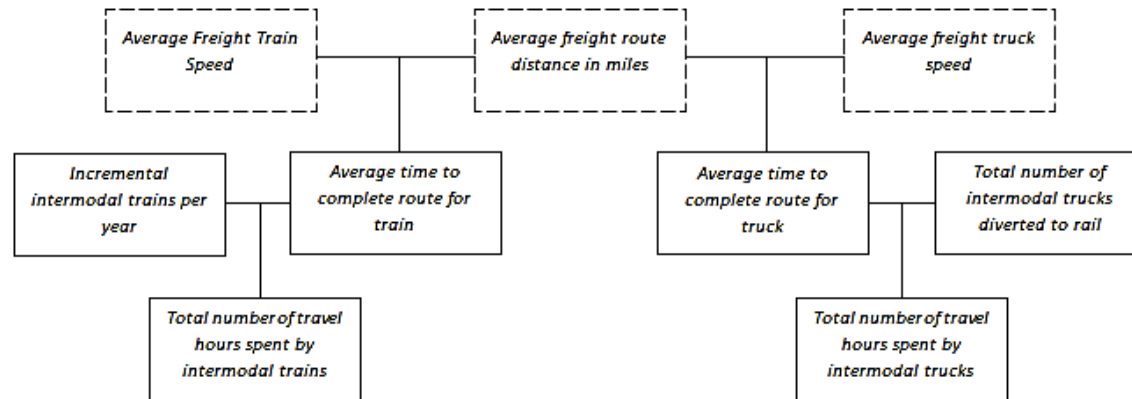 Average Freight Train
Speed
Average freight route
distance in miles
Average freight truck
speed
Incremental
intermodal trains per
year
Average time to
complete route for
train
Average time to
complete route for
truck
Total number of
intermodal trucks
diverted to rail
Total number of travel
hours spent by
intermodal trains
Total number of travel
hours spent by
intermodal trucks